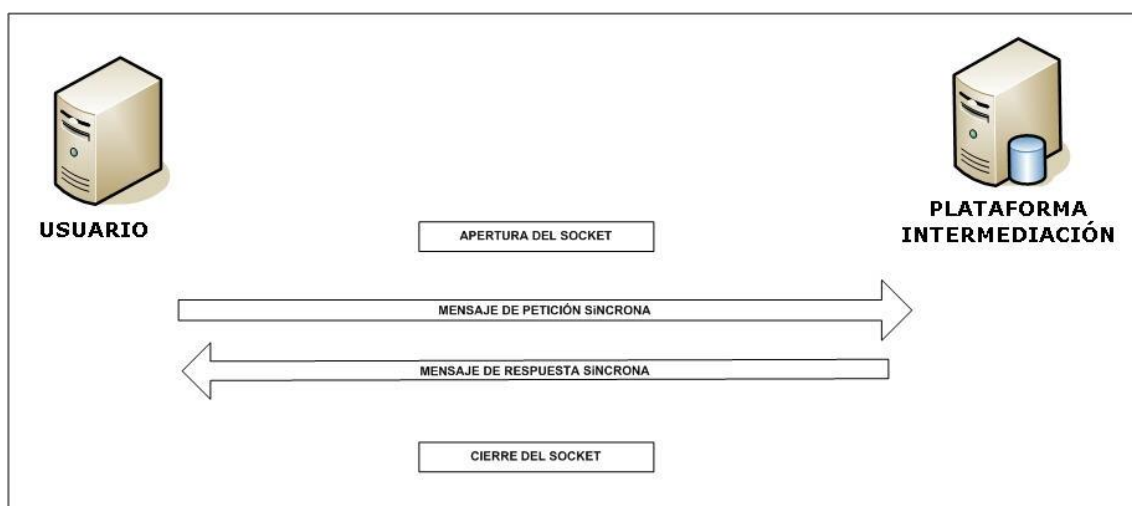 USUARIO
PLATAFORMA
INTERMEDIACIÓN
APERTURA DEL SOCKET
MENSAJE DE PETICIÓN SíNCRONA
MENSAJE DE RESPUESTA SíNCRONA
CIERRE DEL SOCKET